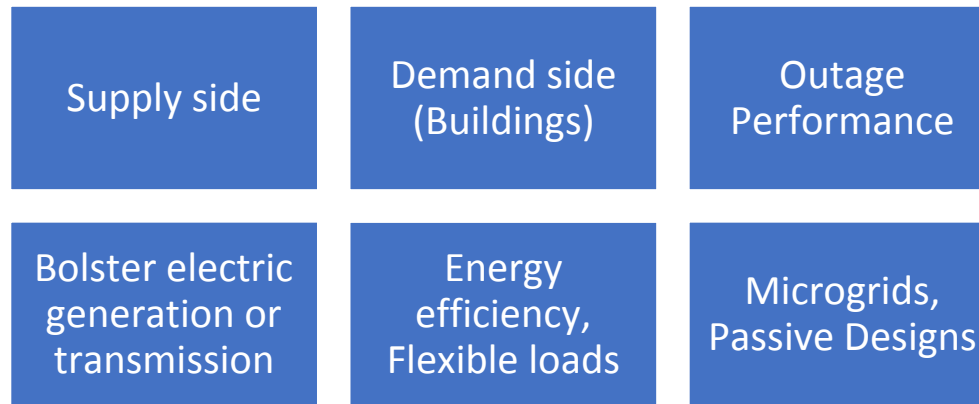 Supply side
Demand side
(Buildings)
Outage
Performance
Bolster electric
generation or
transmission
Energy
efficiency,
Flexible loads
Microgrids,
Passive Designs